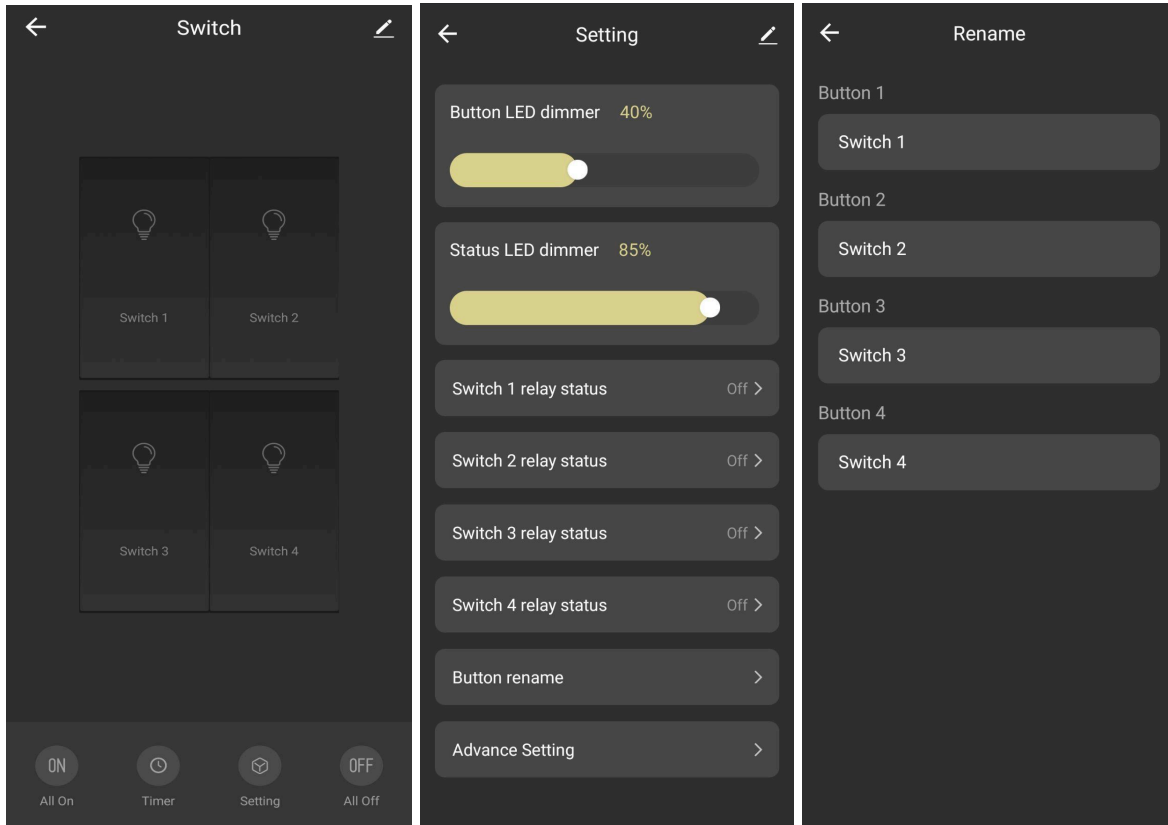 Switch
Switch 1
Switch 2
Switch 3
Switch 4
ON
OFF
All On
Timer
Setting
All Off
Setting
Button LED dimmer 40%
Status LED dimmer 85%
Switch 1 relay status Off
Switch 2 relay status Off
Switch 3 relay status Off
Switch 4 relay status Off
Button rename
Advance Setting
Rename
Button 1
Switch 1
Button 2
Switch 2
Button 3
Switch 3
Button 4
Switch 4